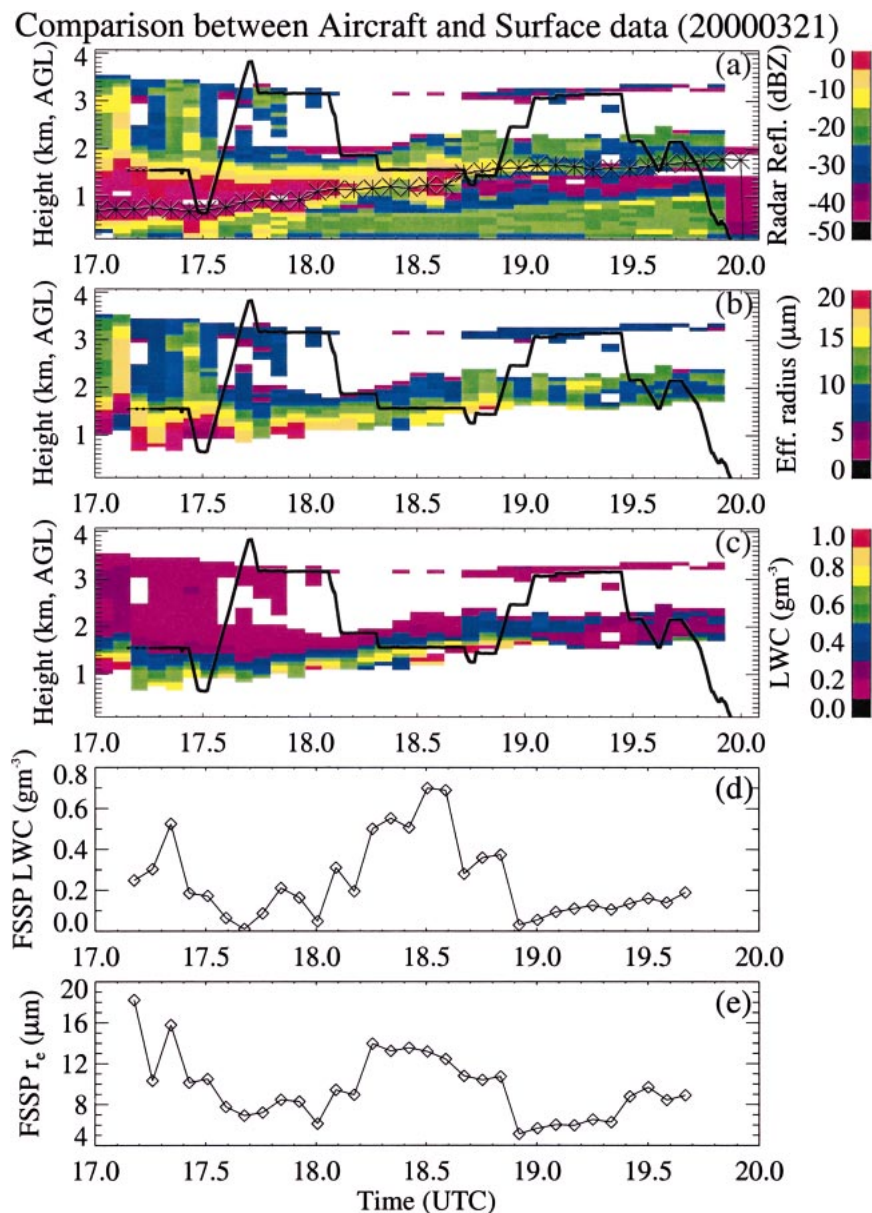 Comparison between Aircraft and Surface data (20000321)
(a)
Height (km, AGL)
4
3
2
1
17.0 17.5 18.0 18.5 19.0 19.5 20.0
Radar Refl. (dBZ)
0
-10
-20
-30
-40
-50
(b)
Height (km, AGL)
4
3
2
1
17.0 17.5 18.0 18.5 19.0 19.5 20.0
Eff. radius (μm)
20
15
10
5
0
(c)
Height (km, AGL)
4
3
2
1
17.0 17.5 18.0 18.5 19.0 19.5 20.0
LWC (gm⁻³)
1.0
0.8
0.6
0.4
0.2
0.0
(d)
FSSP LWC (gm⁻³)
0.8
0.6
0.4
0.2
0.0
17.0 17.5 18.0 18.5 19.0 19.5 20.0
(e)
FSSP rₑ (μm)
20
16
12
8
4
17.0 17.5 18.0 18.5 19.0 19.5 20.0
Time (UTC)